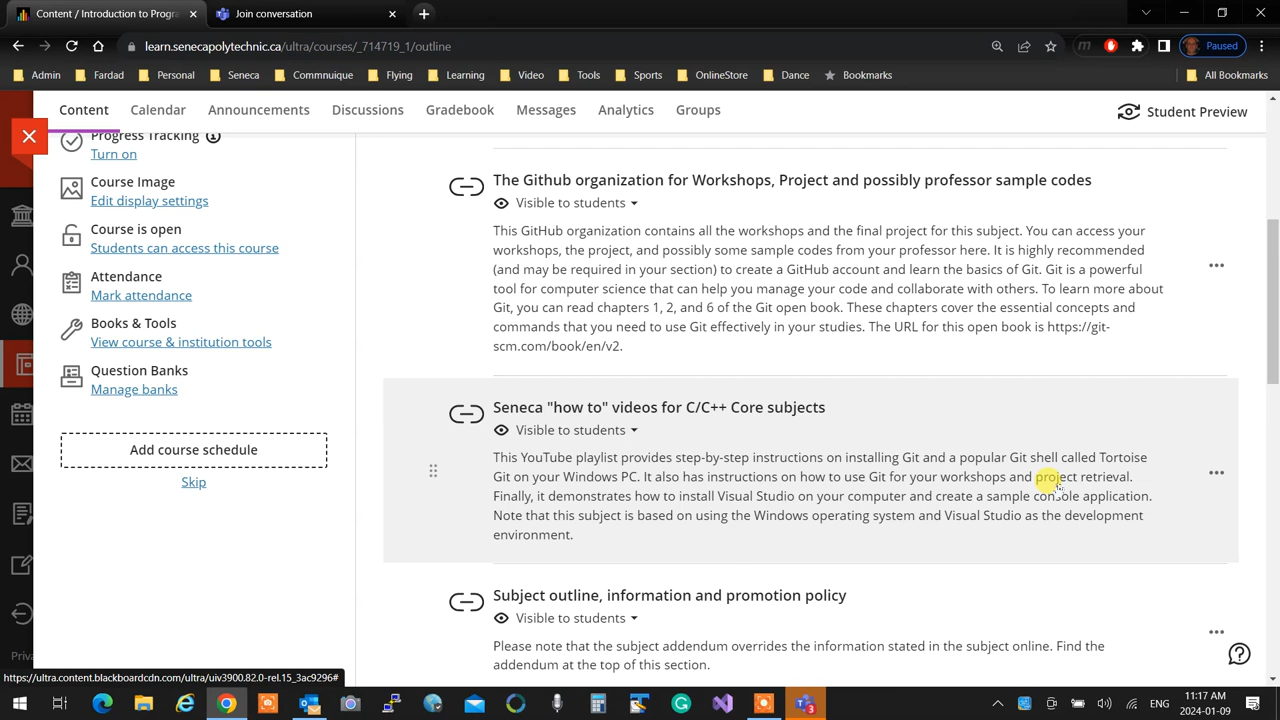 Content / Introduction to Progra
Join conversation
learn.senecapolytechnic.ca/ultra/courses/_714719_1/outline
Paused
Admin
Fardad
Personal
Seneca
Commnuique
Flying
Learning
Video
Tools
Sports
OnlineStore
Dance
Bookmarks
All Bookmarks
Content
Calendar
Announcements
Discussions
Gradebook
Messages
Analytics
Groups
Student Preview
Progress Tracking
Turn on
Course Image
Edit display settings
Course is open
Students can access this course
Attendance
Mark attendance
Books & Tools
View course & institution tools
Question Banks
Manage banks
Add course schedule
Skip
The Github organization for Workshops, Project and possibly professor sample codes
Visible to students
This GitHub organization contains all the workshops and the final project for this subject. You can access your
workshops, the project, and possibly some sample codes from your professor here. It is highly recommended
(and may be required in your section) to create a GitHub account and learn the basics of Git. Git is a powerful
tool for computer science that can help you manage your code and collaborate with others. To learn more about
Git, you can read chapters 1, 2, and 6 of the Git open book. These chapters cover the essential concepts and
commands that you need to use Git effectively in your studies. The URL for this open book is https://git-
scm.com/book/en/v2.
Seneca "how to" videos for C/C++ Core subjects
Visible to students
This YouTube playlist provides step-by-step instructions on installing Git and a popular Git shell called Tortoise
Git on your Windows PC. It also has instructions on how to use Git for your workshops and project retrieval.
Finally, it demonstrates how to install Visual Studio on your computer and create a sample console application.
Note that this subject is based on using the Windows operating system and Visual Studio as the development
environment.
Subject outline, information and promotion policy
Visible to students
Please note that the subject addendum overrides the information stated in the subject online. Find the
addendum at the top of this section.
Priva
https://ultra.content.blackboardcdn.com/ultra/uiv3900.82.0-rel.15_3ac9296#
3
ENG
11:17 AM
2024-01-09